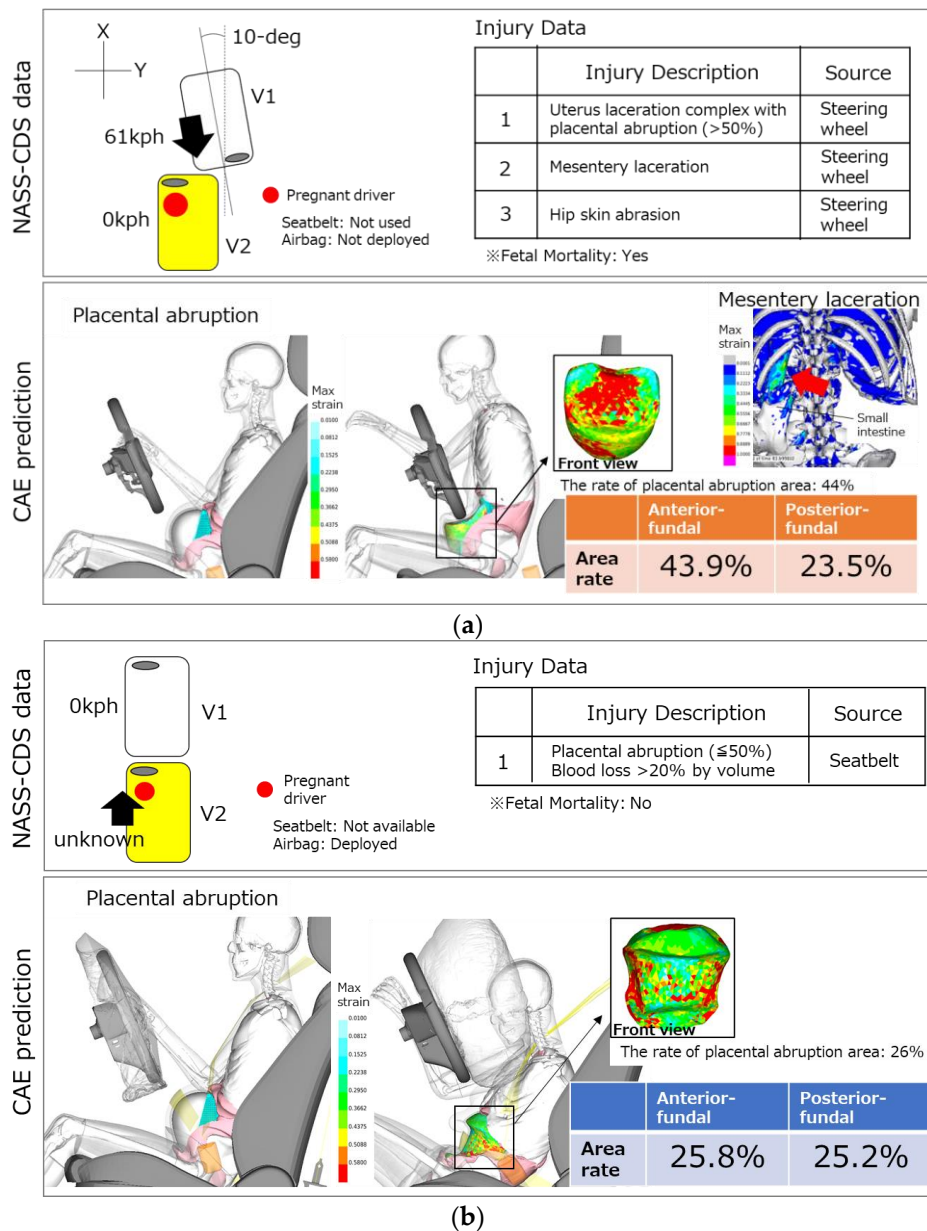 NASS-CDS data
X
Y
10-deg
V1
61kph
0kph
V2
Pregnant driver
Seatbelt: Not used
Airbag: Not deployed
Injury Data
Injury Description
Source
1
Uterus laceration complex with
placental abruption (>50%)
Steering
wheel
2
Mesentery laceration
Steering
wheel
3
Hip skin abrasion
Steering
wheel
※Fetal Mortality: Yes
CAE prediction
Placental abruption
Max
strain
0.0100
0.0812
0.1525
0.2238
0.2950
0.3662
0.4375
0.5088
0.5800
Front view
Mesentery laceration
Max
strain
Small
intestine
The rate of placental abruption area: 44%
Anterior-
fundal
Posterior-
fundal
Area
rate
43.9%
23.5%
(a)
NASS-CDS data
0kph
V1
V2
unknown
Pregnant
driver
Seatbelt: Not available
Airbag: Deployed
Injury Data
Injury Description
Source
1
Placental abruption (≦50%)
Blood loss >20% by volume
Seatbelt
※Fetal Mortality: No
CAE prediction
Placental abruption
Max
strain
0.0100
0.0812
0.1525
0.2238
0.2950
0.3662
0.4375
0.5088
0.5800
Front view
The rate of placental abruption area: 26%
Anterior-
fundal
Posterior-
fundal
Area
rate
25.8%
25.2%
(b)